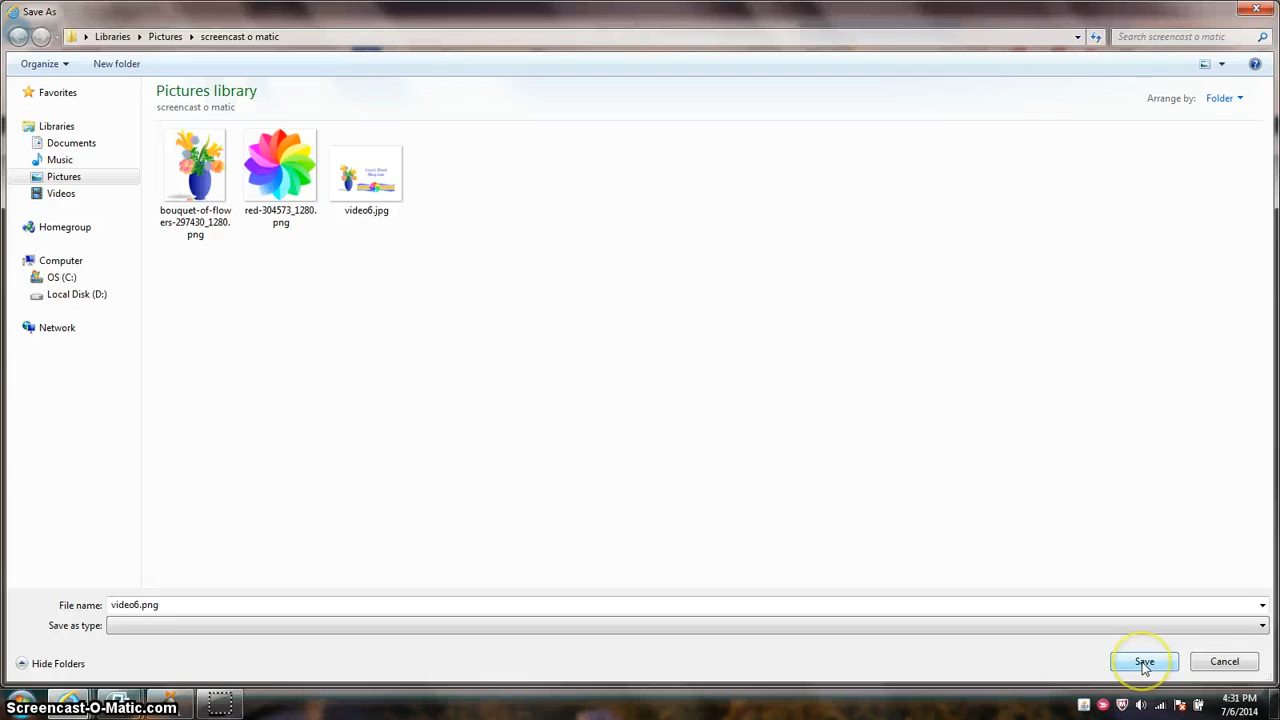 Save As
Libraries Pictures screencast o matic Search screencast o matic
Organize New folder
Favorites
Libraries
Documents
Music
Pictures
Videos
Homegroup
Computer
OS (C:)
Local Disk (D:)
Network
Pictures library
screencast o matic
Arrange by: Folder
bouquet-of-flow
ers-297430_1280.
png
red-304573_1280.
png
video6.jpg
File name: video6.png
Save as type:
Hide Folders
Save Cancel
Screencast-O-Matic.com
4:31 PM
7/6/2014